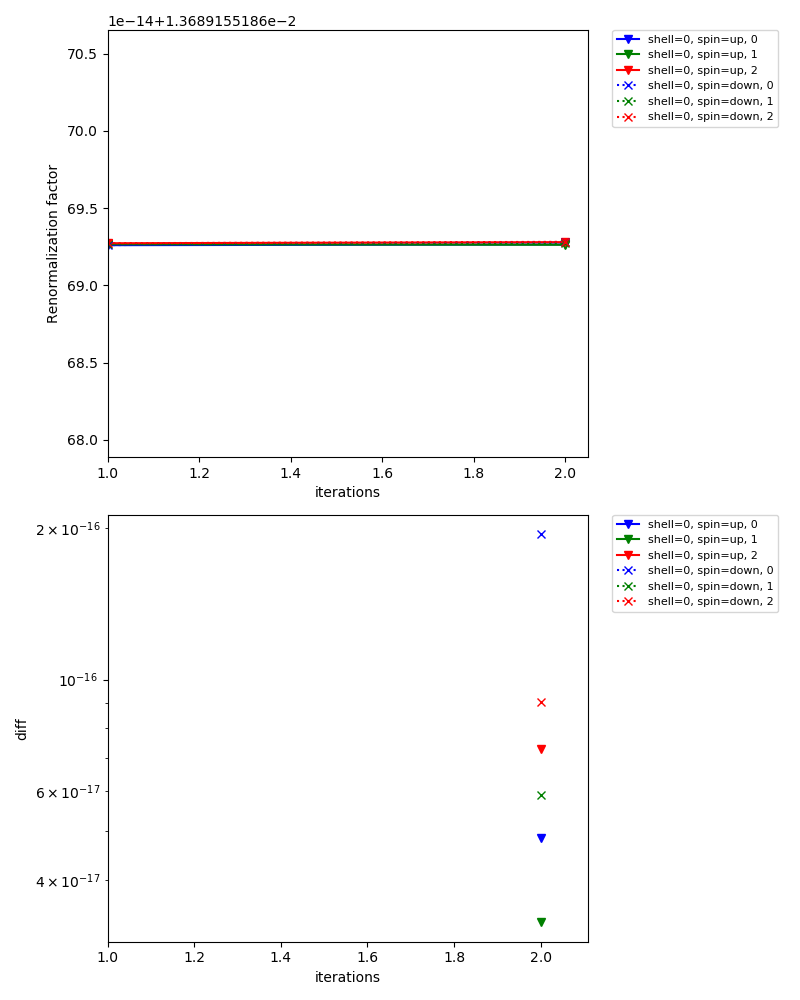 1e−14+1.3689155186e−2
70.5
70.0
69.5
69.0
68.5
68.0
Renormalization factor
1.0 1.2 1.4 1.6 1.8 2.0
iterations
shell=0, spin=up, 0
shell=0, spin=up, 1
shell=0, spin=up, 2
shell=0, spin=down, 0
shell=0, spin=down, 1
shell=0, spin=down, 2
2 × 10⁻¹⁶
10⁻¹⁶
6 × 10⁻¹⁷
4 × 10⁻¹⁷
diff
1.0 1.2 1.4 1.6 1.8 2.0
iterations
shell=0, spin=up, 0
shell=0, spin=up, 1
shell=0, spin=up, 2
shell=0, spin=down, 0
shell=0, spin=down, 1
shell=0, spin=down, 2